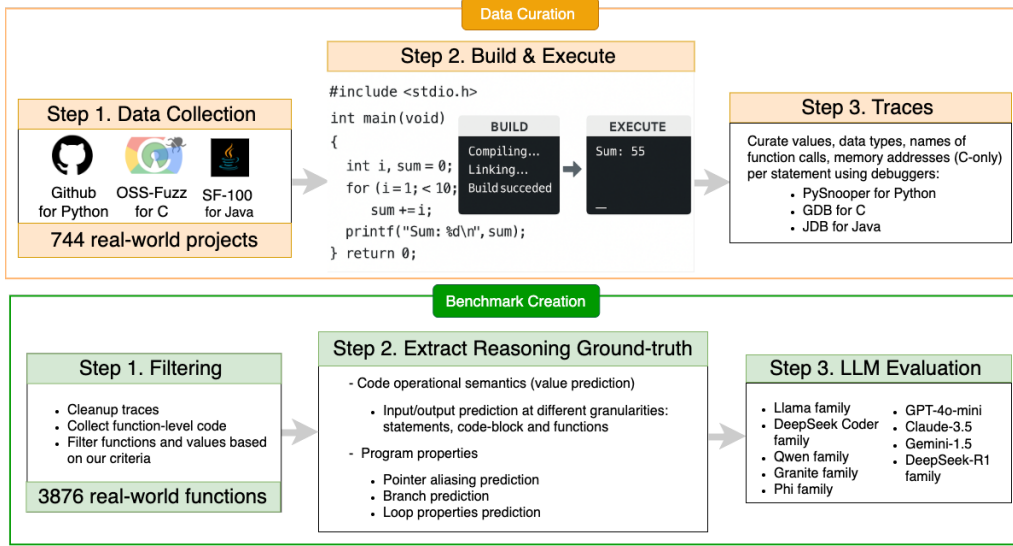 Data Curation
Step 1. Data Collection
Github
for Python
OSS-Fuzz
for C
SF-100
for Java
744 real-world projects
Step 2. Build & Execute
#include <stdio.h>
int main(void)
{
int i, sum = 0;
for (i = 1; < 10;
sum += i;
printf("Sum: %d\n", sum);
} return 0;
BUILD
Compiling...
Linking...
Build succeded
EXECUTE
Sum: 55
_
Step 3. Traces
Curate values, data types, names of
function calls, memory addresses (C-only)
per statement using debuggers:
• PySnooper for Python
• GDB for C
• JDB for Java
Benchmark Creation
Step 1. Filtering
• Cleanup traces
• Collect function-level code
• Filter functions and values based
on our criteria
3876 real-world functions
Step 2. Extract Reasoning Ground-truth
- Code operational semantics (value prediction)
• Input/output prediction at different granularities:
statements, code-block and functions
- Program properties
• Pointer aliasing prediction
• Branch prediction
• Loop properties prediction
Step 3. LLM Evaluation
• Llama family
• DeepSeek Coder
family
• Qwen family
• Granite family
• Phi family
• GPT-4o-mini
• Claude-3.5
• Gemini-1.5
• DeepSeek-R1
family